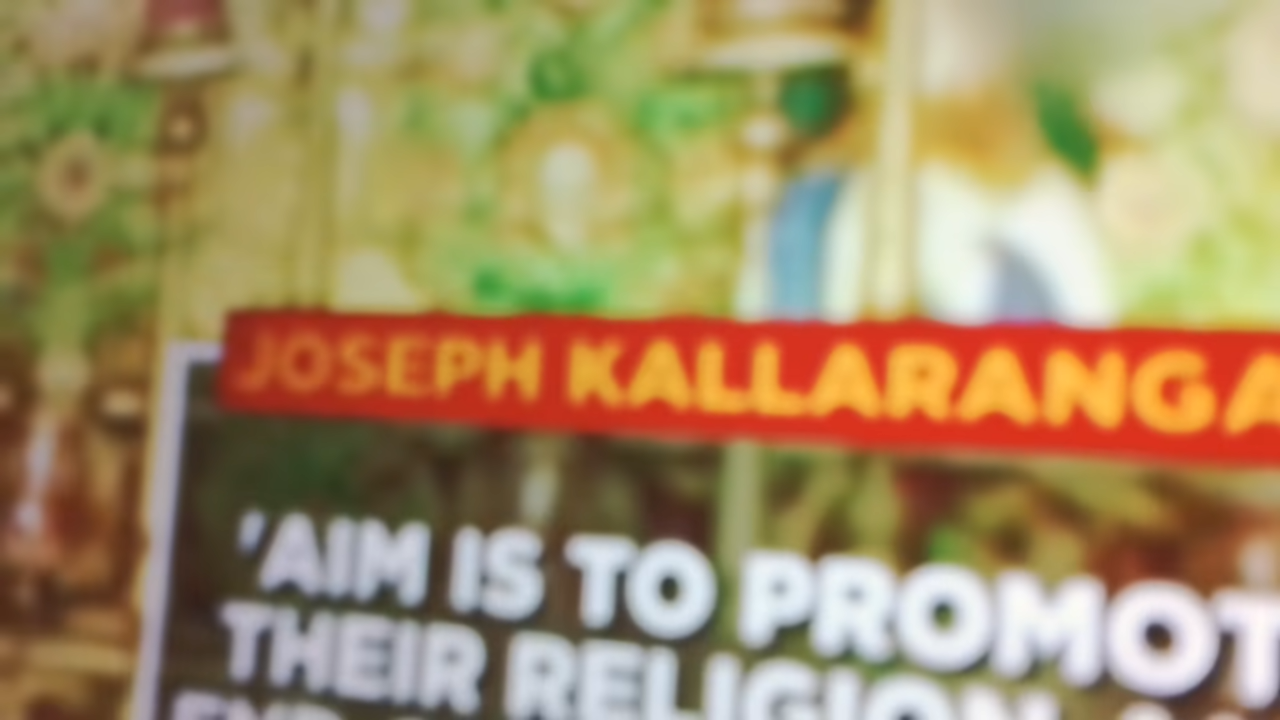 JOSEPH KALLARANGA
'AIM IS TO PROMOT
THEIR RELIGION